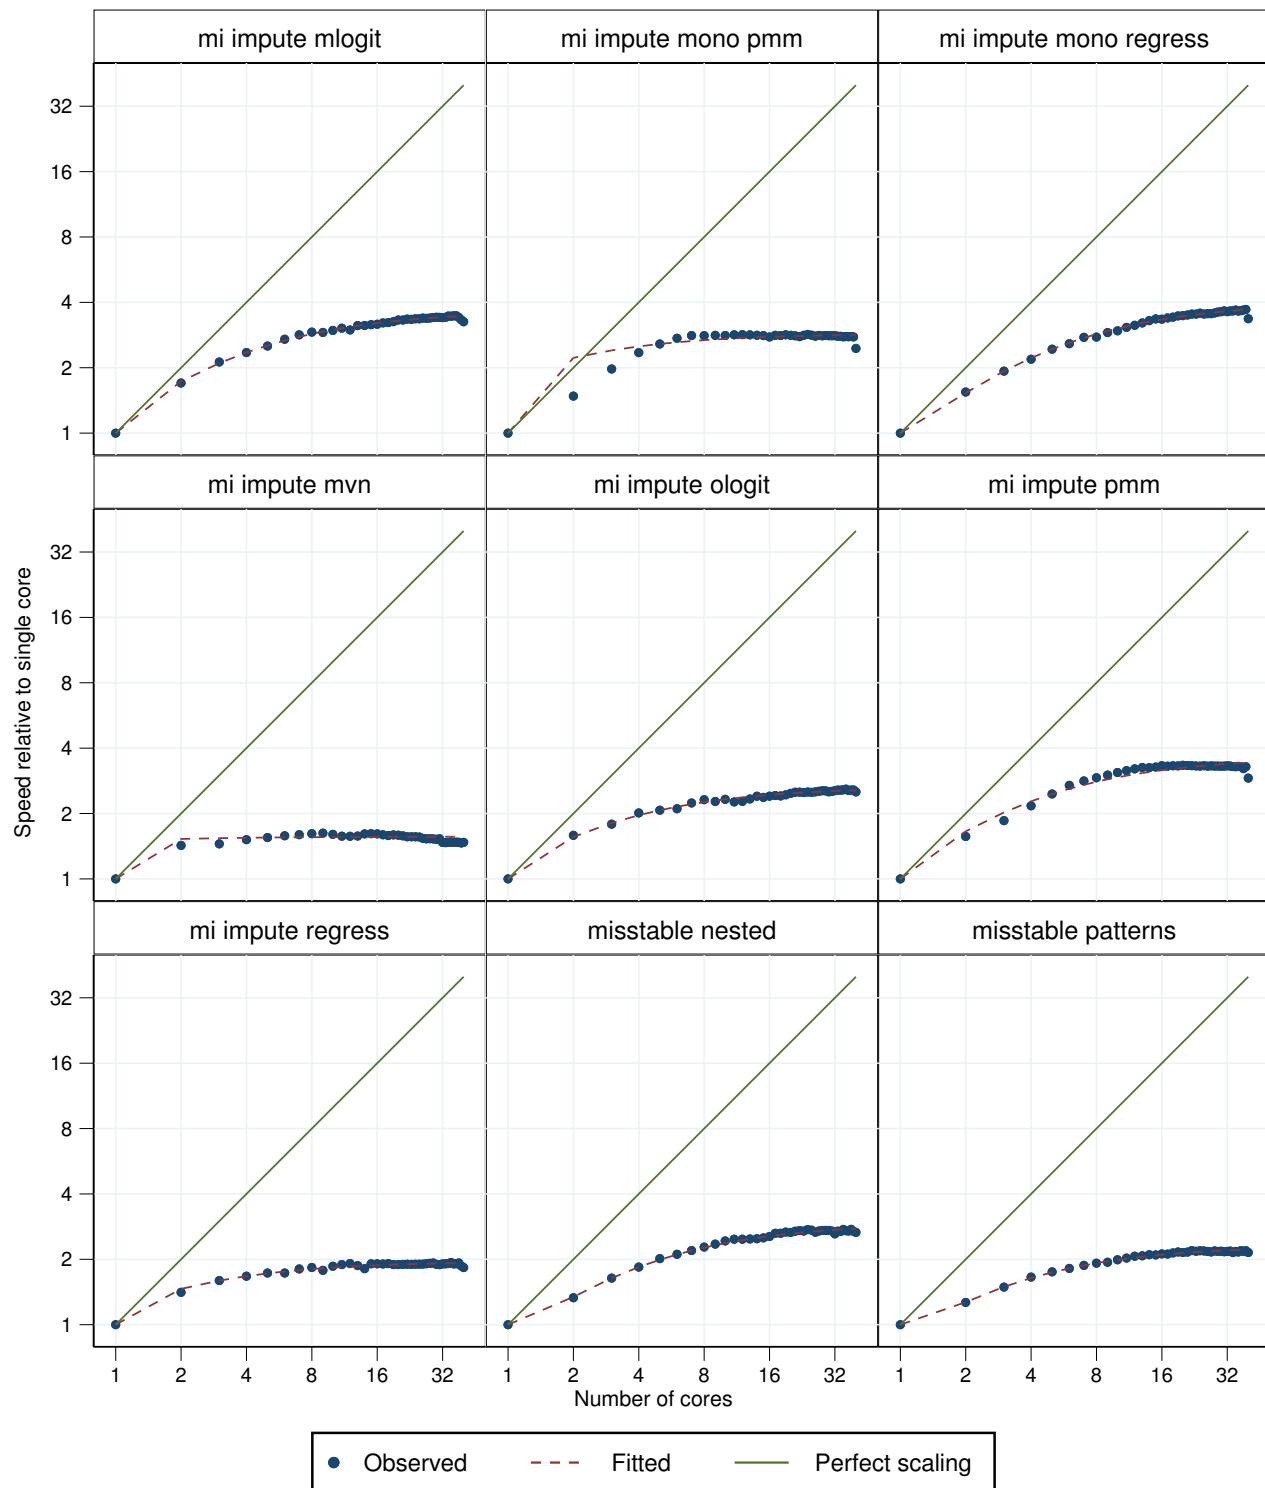 mi impute mlogit
mi impute mono pmm
mi impute mono regress
32
16
8
4
2
1
mi impute mvn
mi impute ologit
mi impute pmm
Speed relative to single core
32
16
8
4
2
1
mi impute regress
misstable nested
misstable patterns
32
16
8
4
2
1
1 2 4 8 16 32
1 2 4 8 16 32
1 2 4 8 16 32
Number of cores
Observed
Fitted
Perfect scaling